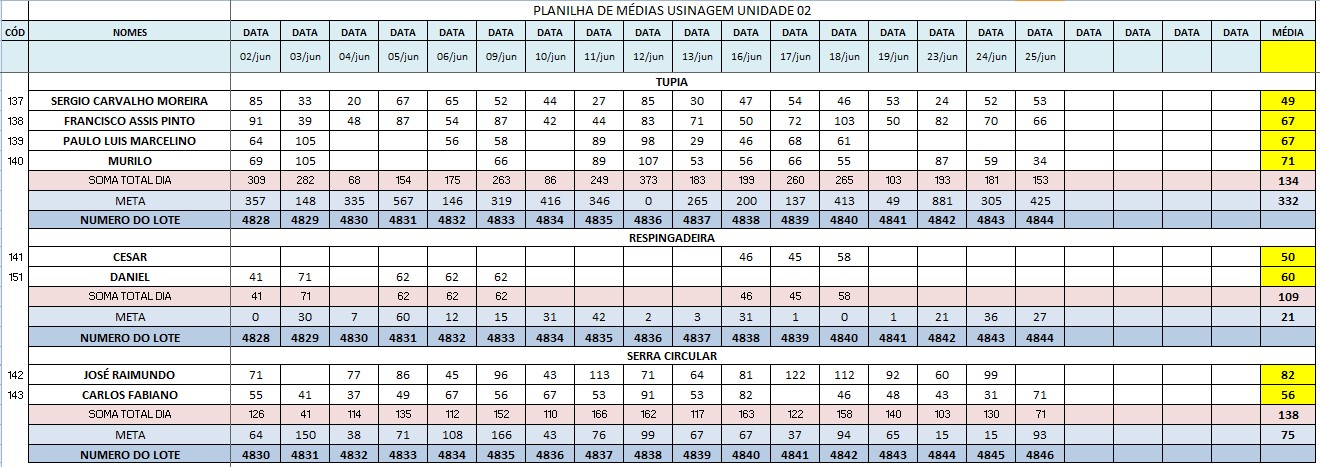 PLANILHA DE MÉDIAS USINAGEM UNIDADE 02
CÓD NOMES DATA DATA DATA DATA DATA DATA DATA DATA DATA DATA DATA DATA DATA DATA DATA DATA DATA DATA DATA DATA DATA MÉDIA
02/jun 03/jun 04/jun 05/jun 06/jun 09/jun 10/jun 11/jun 12/jun 13/jun 16/jun 17/jun 18/jun 19/jun 23/jun 24/jun 25/jun
TUPIA
137 SERGIO CARVALHO MOREIRA 85 33 20 67 65 52 44 27 85 30 47 54 46 53 24 52 53 49
138 FRANCISCO ASSIS PINTO 91 39 48 87 54 87 42 44 83 71 50 72 103 50 82 70 66 67
139 PAULO LUIS MARCELINO 64 105 56 58 89 98 29 46 68 61 67
140 MURILO 69 105 66 89 107 53 56 66 55 87 59 34 71
SOMA TOTAL DIA 309 282 68 154 175 263 86 249 373 183 199 260 265 103 193 181 153 134
META 357 148 335 567 146 319 416 346 0 265 200 137 413 49 881 305 425 332
NUMERO DO LOTE 4828 4829 4830 4831 4832 4833 4834 4835 4836 4837 4838 4839 4840 4841 4842 4843 4844
RESPINGADEIRA
141 CESAR 46 45 58 50
151 DANIEL 41 71 62 62 62 60
SOMA TOTAL DIA 41 71 62 62 62 46 45 58 109
META 0 30 7 60 12 15 31 42 2 3 31 1 0 1 21 36 27 21
NUMERO DO LOTE 4828 4829 4830 4831 4832 4833 4834 4835 4836 4837 4838 4839 4840 4841 4842 4843 4844
SERRA CIRCULAR
142 JOSÉ RAIMUNDO 71 77 86 45 96 43 113 71 64 81 122 112 92 60 99 82
143 CARLOS FABIANO 55 41 37 49 67 56 67 53 91 53 82 46 48 43 31 71 56
SOMA TOTAL DIA 126 41 114 135 112 152 110 166 162 117 163 122 158 140 103 130 71 138
META 64 150 38 71 108 166 43 76 99 67 67 37 94 65 15 15 93 75
NUMERO DO LOTE 4830 4831 4832 4833 4834 4835 4836 4837 4838 4839 4840 4841 4842 4843 4844 4845 4846